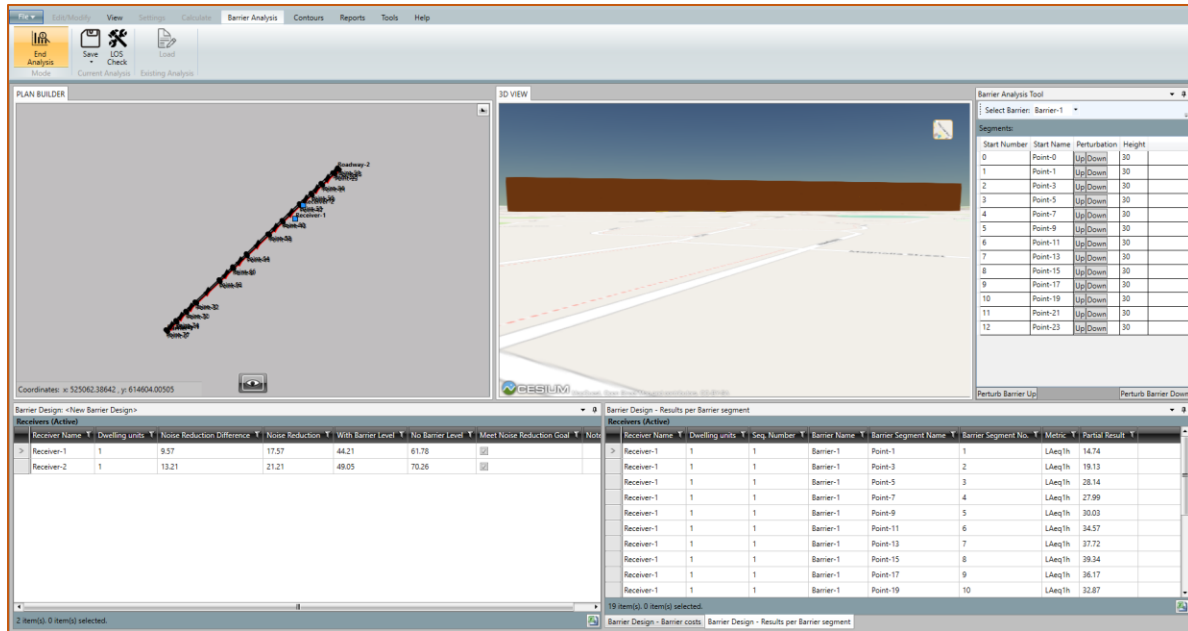 File Edit/Modify View Settings Calculate Barrier Analysis Contours Reports Tools Help
End Analysis Save LOS Check Load
Mode Current Analysis Existing Analysis
PLAN BUILDER
Roadway-2
Receiver-1
Coordinates: x: 525062.38642 , y: 614604.00505
3D VIEW
CESIUM
Barrier Analysis Tool
Select Barrier: Barrier-1
Segments:
Start Number Start Name Perturbation Height
0 Point-0 Up Down 30
1 Point-1 Up Down 30
2 Point-3 Up Down 30
3 Point-5 Up Down 30
4 Point-7 Up Down 30
5 Point-9 Up Down 30
6 Point-11 Up Down 30
7 Point-13 Up Down 30
8 Point-15 Up Down 30
9 Point-17 Up Down 30
10 Point-19 Up Down 30
11 Point-21 Up Down 30
12 Point-23 Up Down 30
Perturb Barrier Up Perturb Barrier Down
Barrier Design: <New Barrier Design>
Receivers (Active)
Receiver Name Dwelling units Noise Reduction Difference Noise Reduction With Barrier Level No Barrier Level Meet Noise Reduction Goal Note
Receiver-1 1 9.57 17.57 44.21 61.78
Receiver-2 1 13.21 21.21 49.05 70.26
2 item(s). 0 item(s) selected.
Barrier Design - Results per Barrier segment
Receivers (Active)
Receiver Name Dwelling units Seq. Number Barrier Name Barrier Segment Name Barrier Segment No. Metric Partial Result
Receiver-1 1 1 Barrier-1 Point-1 1 LAeq1h 14.74
Receiver-1 1 1 Barrier-1 Point-3 2 LAeq1h 19.13
Receiver-1 1 1 Barrier-1 Point-5 3 LAeq1h 28.14
Receiver-1 1 1 Barrier-1 Point-7 4 LAeq1h 27.99
Receiver-1 1 1 Barrier-1 Point-9 5 LAeq1h 30.03
Receiver-1 1 1 Barrier-1 Point-11 6 LAeq1h 34.57
Receiver-1 1 1 Barrier-1 Point-13 7 LAeq1h 37.72
Receiver-1 1 1 Barrier-1 Point-15 8 LAeq1h 39.34
Receiver-1 1 1 Barrier-1 Point-17 9 LAeq1h 36.17
Receiver-1 1 1 Barrier-1 Point-19 10 LAeq1h 32.87
19 item(s). 0 item(s) selected.
Barrier Design - Barrier costs Barrier Design - Results per Barrier segment